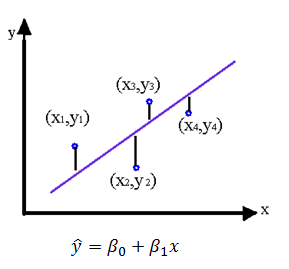 y
(x₃,y₃)
(x₁,y₁)
(x₄,y₄)
(x₂,y₂)
x
ŷ = β₀ + β₁x